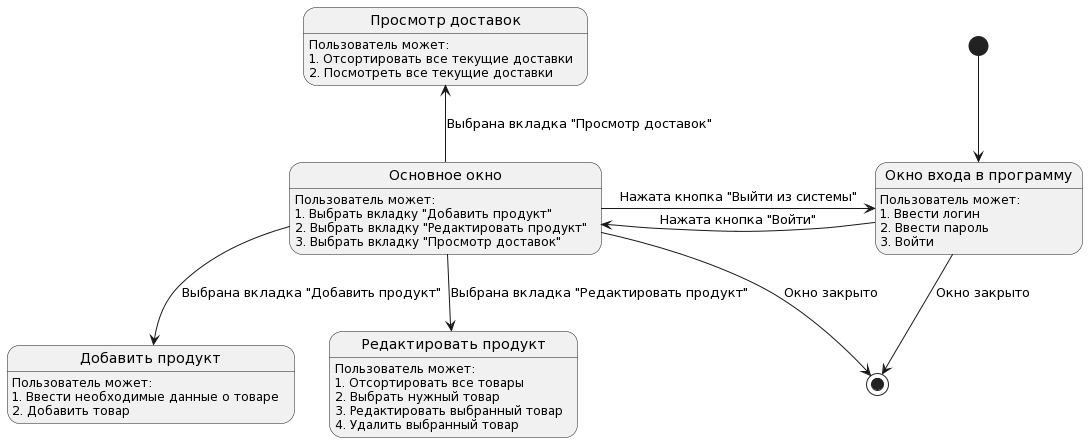 Просмотр доставок
Пользователь может:
1. Отсортировать все текущие доставки
2. Посмотреть все текущие доставки
Выбрана вкладка "Просмотр доставок"
Основное окно
Пользователь может:
1. Выбрать вкладку "Добавить продукт"
2. Выбрать вкладку "Редактировать продукт"
3. Выбрать вкладку "Просмотр доставок"
Нажата кнопка "Выйти из системы"
Нажата кнопка "Войти"
Окно входа в программу
Пользователь может:
1. Ввести логин
2. Ввести пароль
3. Войти
Выбрана вкладка "Добавить продукт"
Выбрана вкладка "Редактировать продукт"
Окно закрыто
Окно закрыто
Добавить продукт
Пользователь может:
1. Ввести необходимые данные о товаре
2. Добавить товар
Редактировать продукт
Пользователь может:
1. Отсортировать все товары
2. Выбрать нужный товар
3. Редактировать выбранный товар
4. Удалить выбранный товар